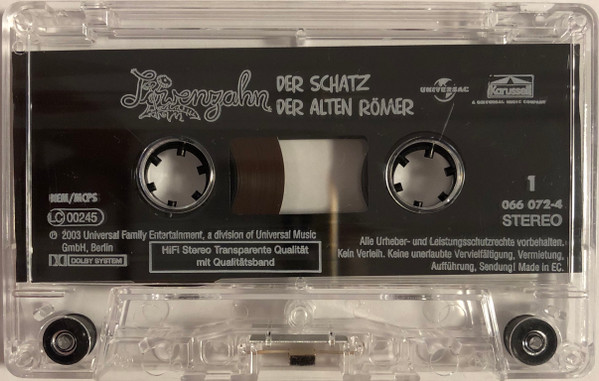 Löwenzahn
DER SCHATZ
DER ALTEN RÖMER
UNIVERSAL
Karussell
A UNIVERSAL MUSIC COMPANY
1
066 072-4
STEREO
BIEM/MCPS
LC 00245
℗ 2003 Universal Family Entertainment, a division of Universal Music
GmbH, Berlin
DOLBY SYSTEM
HiFi Stereo Transparente Qualität
mit Qualitätsband
Alle Urheber- und Leistungsschutzrechte vorbehalten.
Kein Verleih. Keine unerlaubte Vervielfältigung, Vermietung,
Aufführung, Sendung! Made in EC.